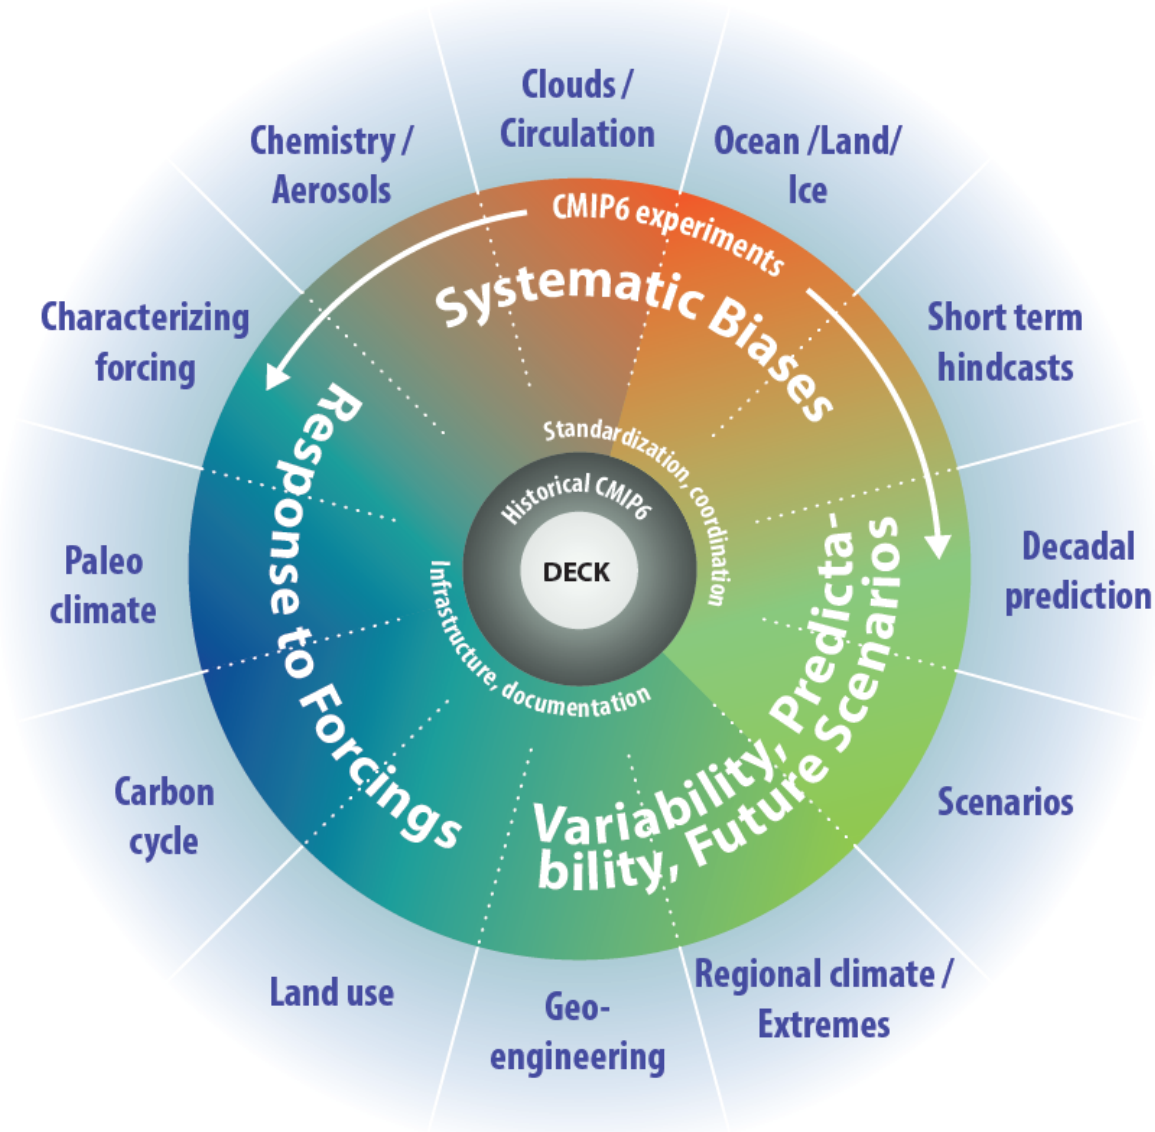 Clouds /
Circulation
Ocean /Land/
Ice
Short term
hindcasts
Decadal
prediction
Scenarios
Regional climate /
Extremes
Geo-
engineering
Land use
Carbon
cycle
Paleo
climate
Characterizing
forcing
Chemistry /
Aerosols
CMIP6 experiments
Systematic Biases
Variability, Predicta-
bility, Future Scenarios
Response to Forcings
Standardization, coordination
Infrastructure, documentation
Historical CMIP6
DECK